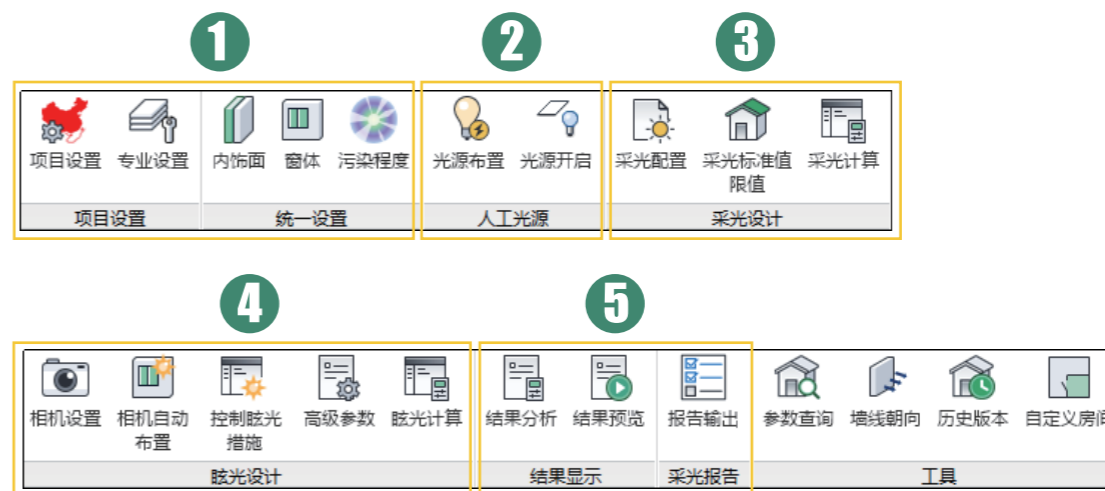 1
2
3
项目设置 专业设置 内饰面 窗体 污染程度 光源布置 光源开启 采光配置 采光标准值 采光计算
限值
项目设置 统一设置 人工光源 采光设计
4
5
相机设置 相机自动 控制眩光 高级参数 眩光计算 结果分析 结果预览 报告输出 参数查询 墙线朝向 历史版本 自定义房间
布置 措施
眩光设计 结果显示 采光报告 工具